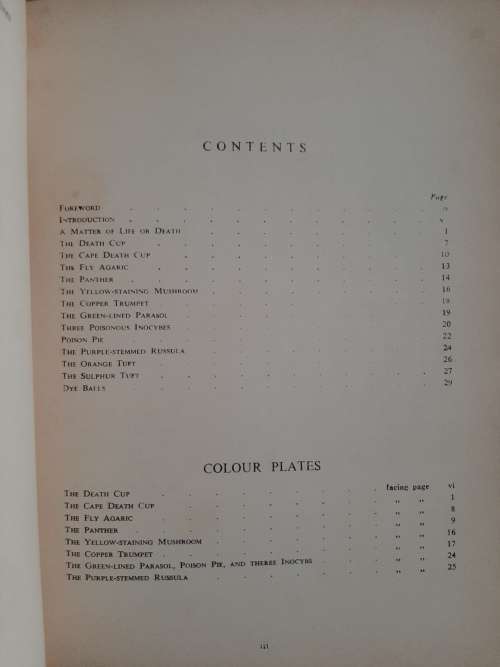 CONTENTS
Page
FOREWORD . . . . . . . . . . iv
INTRODUCTION . . . . . . . . . . v
A MATTER OF LIFE OR DEATH . . . . . . . . . . 1
THE DEATH CUP . . . . . . . . . . 7
THE CAPE DEATH CUP . . . . . . . . . . 10
THE FLY AGARIC . . . . . . . . . . 13
THE PANTHER . . . . . . . . . . 14
THE YELLOW-STAINING MUSHROOM . . . . . . . . . . 16
THE COPPER TRUMPET . . . . . . . . . . 18
THE GREEN-LINED PARASOL . . . 19
THREE POISONOUS INOCYBES . . . . . . . . . . 20
POISON PIE . . . . . . . . . . 22
THE PURPLE-STEMMED RUSSULA . . . . . . . . . . 24
THE ORANGE TUFT . . . . . . . . . . 26
THE SULPHUR TUFT . . . . . . . . . . 27
DYE BALLS . . . . . . . . . . 29
COLOUR PLATES
THE DEATH CUP . . . . . . . . . facing page vi
THE CAPE DEATH CUP . . . . . . . . . ,, ,, 1
THE FLY AGARIC . . . . . . . . . ,, ,, 8
THE PANTHER . . . . . . . . . ,, ,, 9
THE YELLOW-STAINING MUSHROOM . . . . . . . ,, ,, 16
THE COPPER TRUMPET . . . . . . . . . ,, ,, 17
THE GREEN-LINED PARASOL, POISON PIE, AND THEREE INOCYBS . . . ,, ,, 24
THE PURPLE-STEMMED RUSSULA . . . . . . . ,, ,, 25
iii